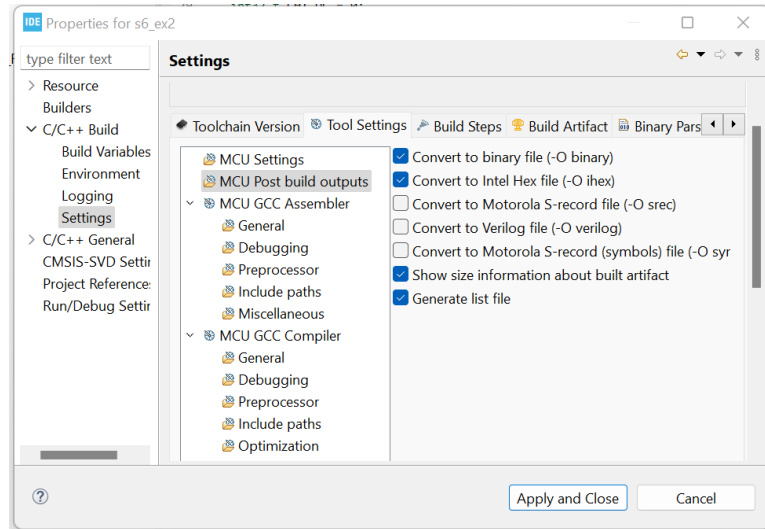 IDE Properties for s6_ex2
type filter text
Settings
Resource
Builders
C/C++ Build
Build Variables
Environment
Logging
Settings
C/C++ General
CMSIS-SVD Settin
Project References
Run/Debug Settin
Toolchain Version Tool Settings Build Steps Build Artifact Binary Pars
MCU Settings
MCU Post build outputs
MCU GCC Assembler
General
Debugging
Preprocessor
Include paths
Miscellaneous
MCU GCC Compiler
General
Debugging
Preprocessor
Include paths
Optimization
Convert to binary file (-O binary)
Convert to Intel Hex file (-O ihex)
Convert to Motorola S-record file (-O srec)
Convert to Verilog file (-O verilog)
Convert to Motorola S-record (symbols) file (-O syr
Show size information about built artifact
Generate list file
Apply and Close
Cancel